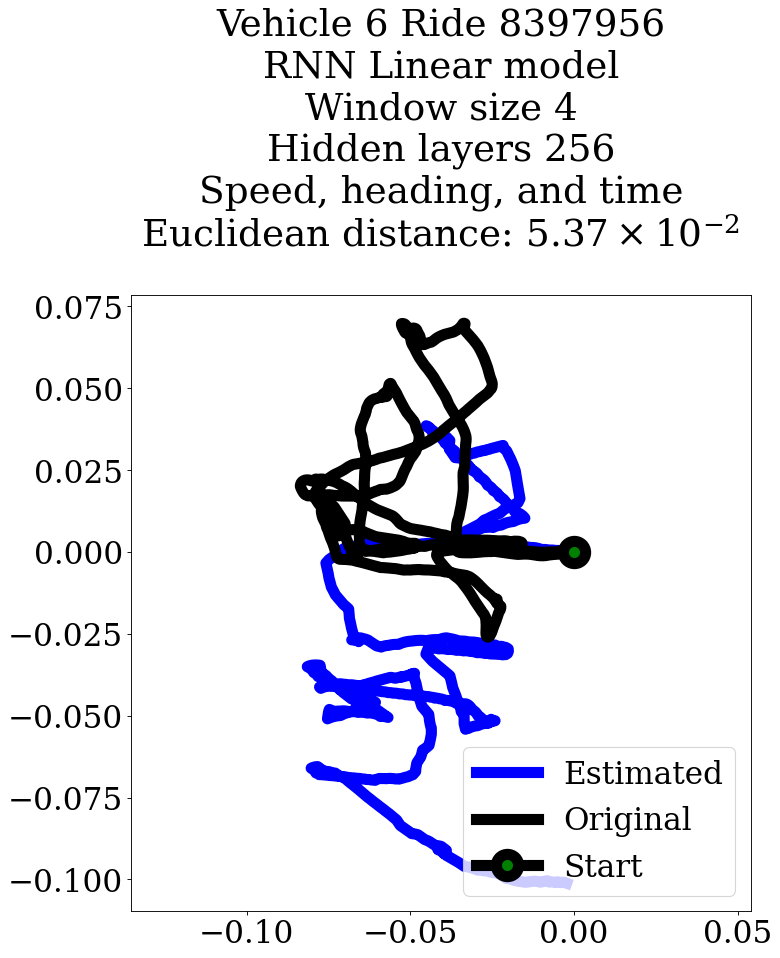 Vehicle 6 Ride 8397956
RNN Linear model
Window size 4
Hidden layers 256
Speed, heading, and time
Euclidean distance: 5.37 × 10⁻²
0.075
0.050
0.025
0.000
−0.025
−0.050
−0.075
−0.100
Estimated
Original
Start
−0.10
−0.05
0.00
0.05